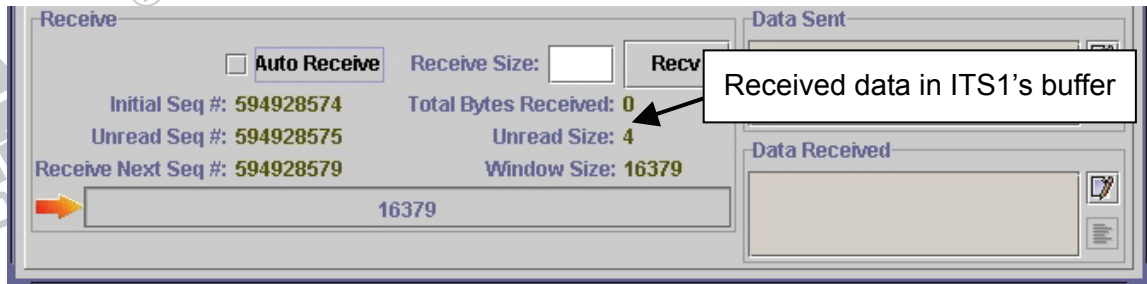 Receive
Auto Receive Receive Size: Recv
Initial Seq #: 594928574 Total Bytes Received: 0
Unread Seq #: 594928575 Unread Size: 4
Receive Next Seq #: 594928579 Window Size: 16379
16379
Data Sent
Received data in ITS1’s buffer
Data Received